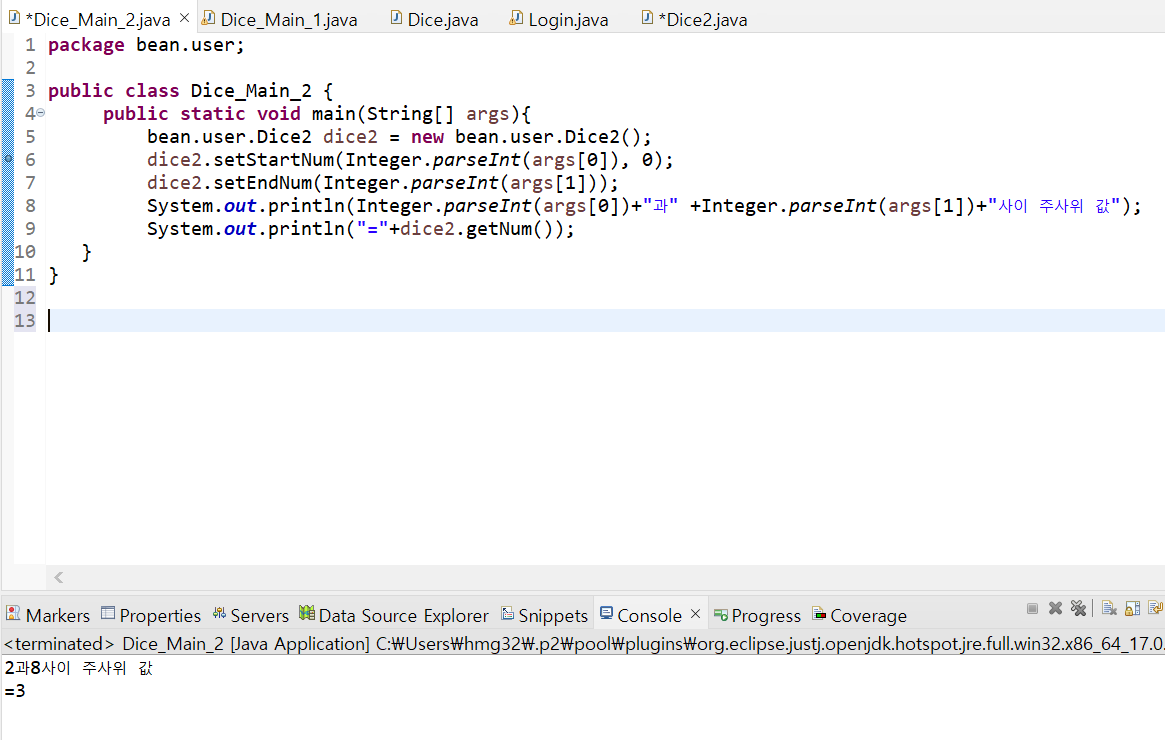 *Dice_Main_2.java Dice_Main_1.java Dice.java Login.java *Dice2.java
1 package bean.user;
2
3 public class Dice_Main_2 {
4 public static void main(String[] args){
5 bean.user.Dice2 dice2 = new bean.user.Dice2();
6 dice2.setStartNum(Integer.parseInt(args[0]), 0);
7 dice2.setEndNum(Integer.parseInt(args[1]));
8 System.out.println(Integer.parseInt(args[0])+"과" +Integer.parseInt(args[1])+"사이 주사위 값");
9 System.out.println("="+dice2.getNum());
10 }
11 }
12
13
Markers Properties Servers Data Source Explorer Snippets Console Progress Coverage
<terminated> Dice_Main_2 [Java Application] C:₩Users₩hmg32₩.p2₩pool₩plugins₩org.eclipse.justj.openjdk.hotspot.jre.full.win32.x86_64_17.0.
2과8사이 주사위 값
=3